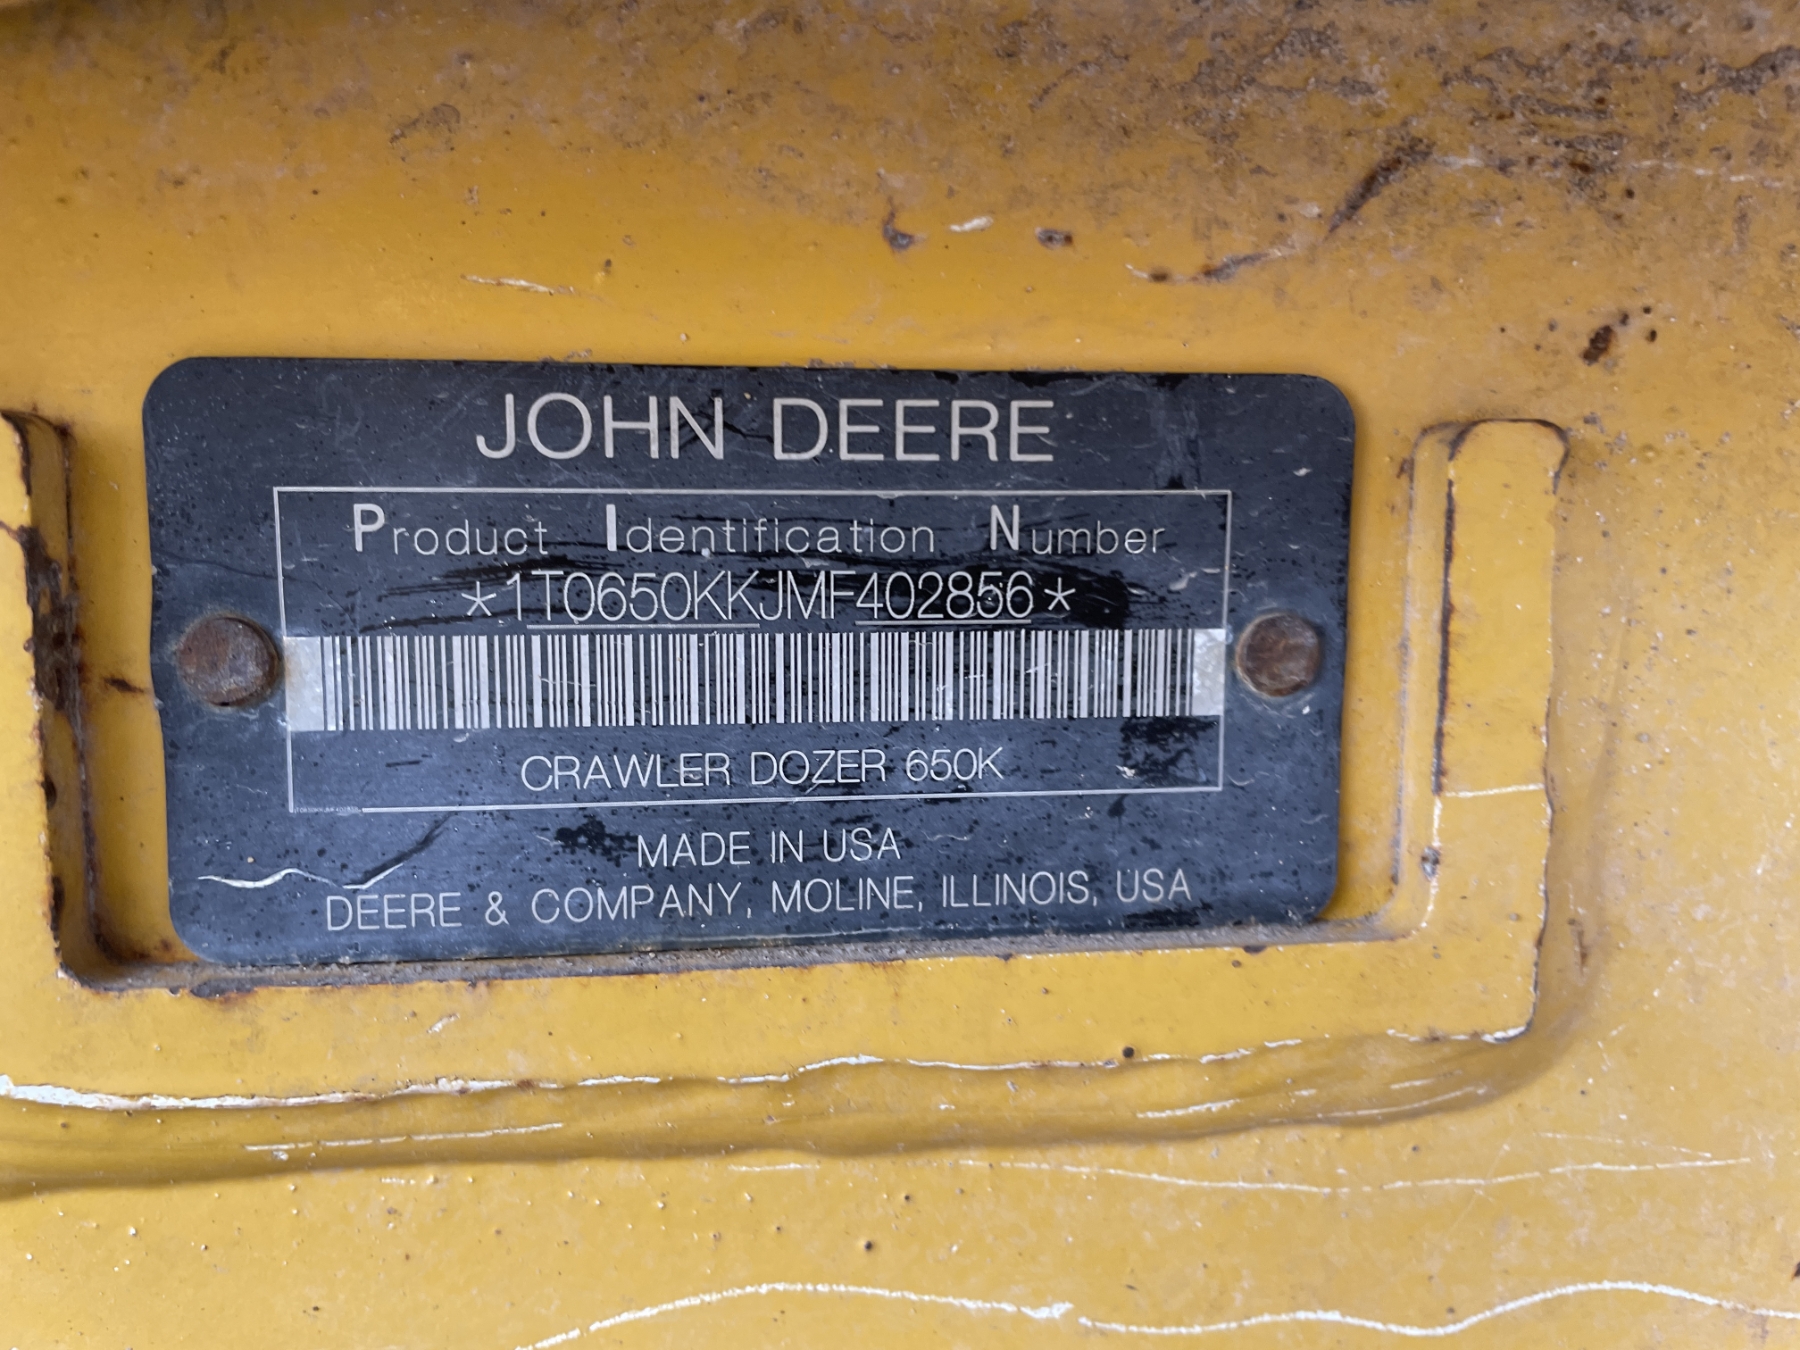 JOHN DEERE
Product Identification Number
*1T0650KKJMF402856*
CRAWLER DOZER 650K
MADE IN USA
DEERE & COMPANY, MOLINE, ILLINOIS, USA